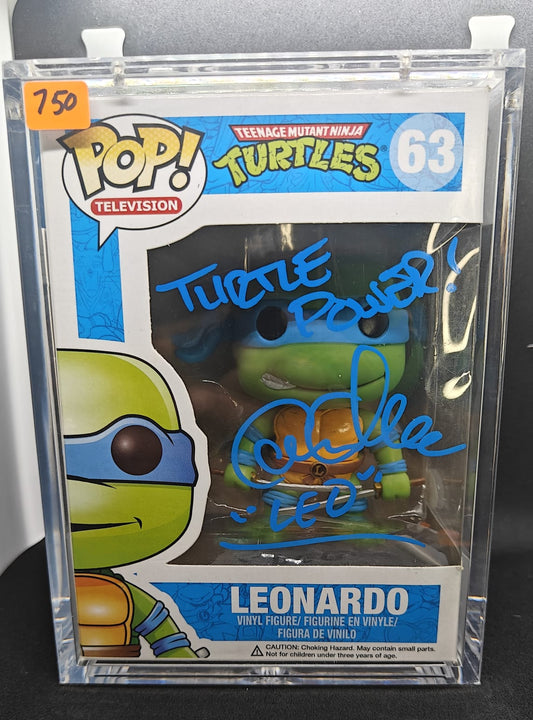 750
POP!
TELEVISION
TEENAGE MUTANT NINJA
TURTLES
63
TURTLE
POWER!
"LEO"
LEONARDO
VINYL FIGURE/ FIGURINE EN VINYLE/
FIGURA DE VINILO
CAUTION: Choking Hazard. May contain small parts.
Not for children under three years of age.